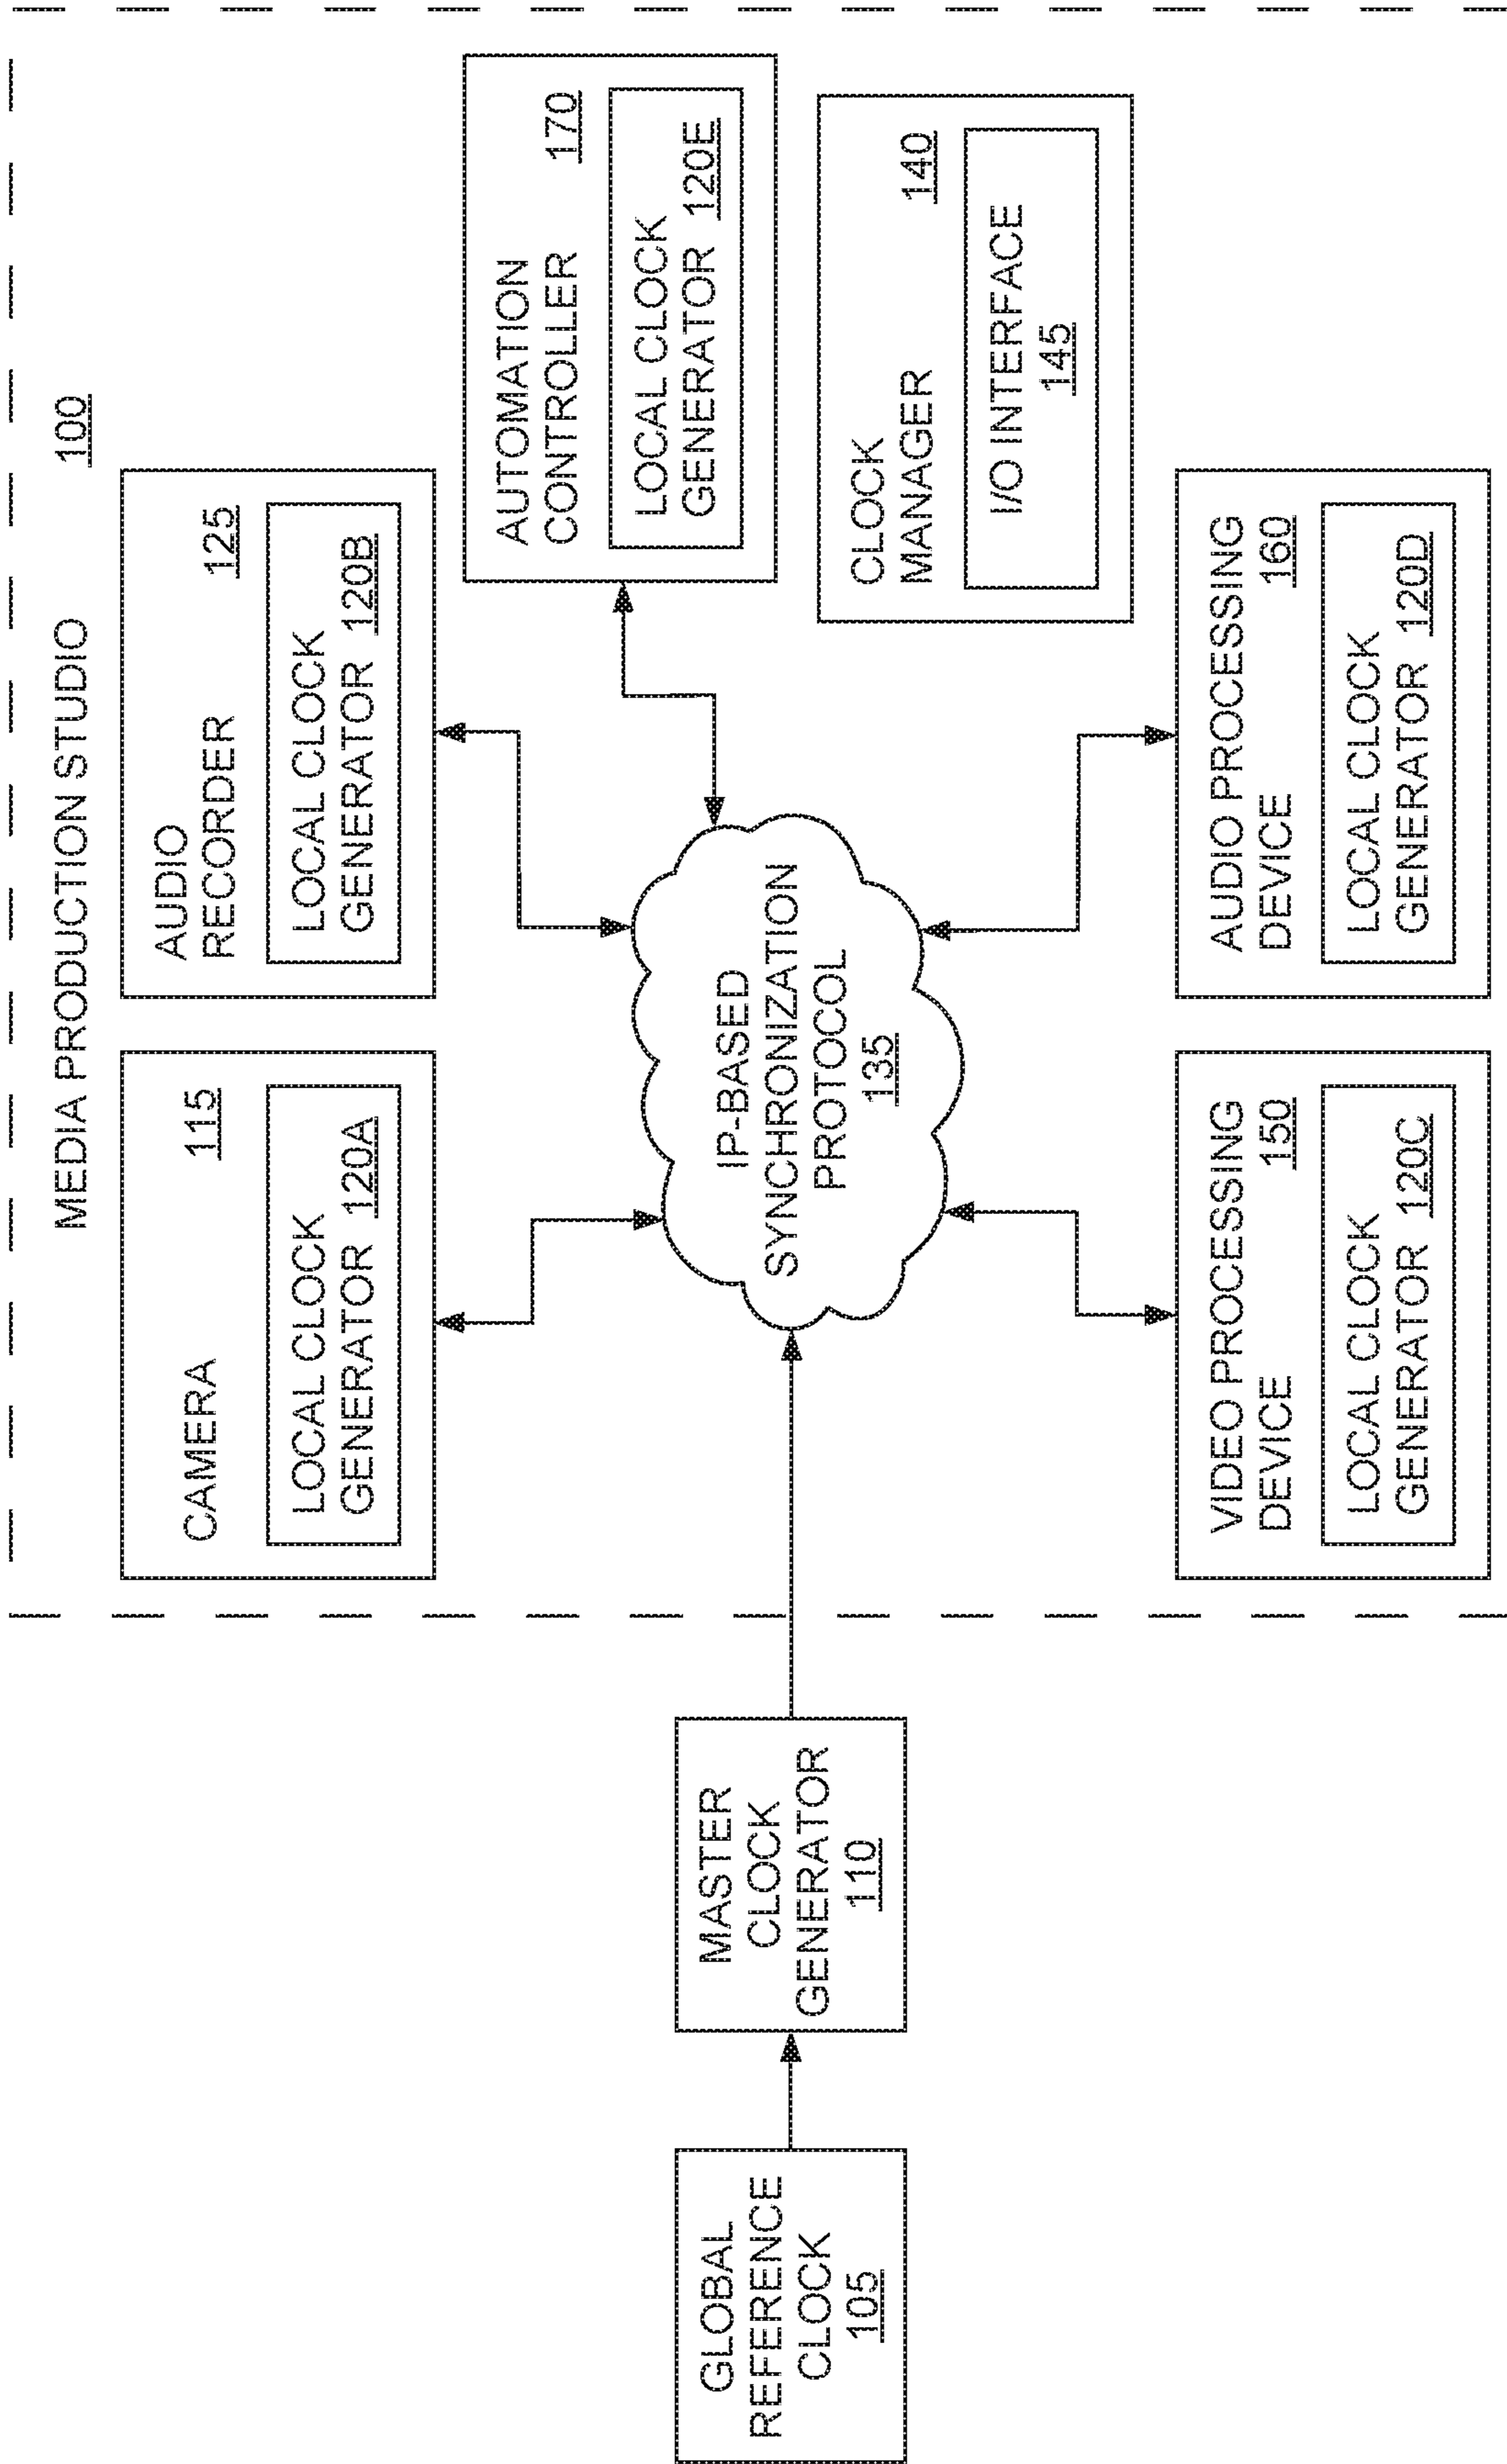 MEDIA PRODUCTION STUDIO 100
CAMERA 115
LOCAL CLOCK
GENERATOR 120A
AUDIO
RECORDER 125
LOCAL CLOCK
GENERATOR 120B
AUTOMATION
CONTROLLER 170
LOCAL CLOCK
GENERATOR 120E
GLOBAL
REFERENCE
CLOCK
105
MASTER
CLOCK
GENERATOR
110
IP-BASED
SYNCHRONIZATION
PROTOCOL
135
CLOCK
MANAGER 140
I/O INTERFACE
145
VIDEO PROCESSING
DEVICE 150
LOCAL CLOCK
GENERATOR 120C
AUDIO PROCESSING
DEVICE 160
LOCAL CLOCK
GENERATOR 120D